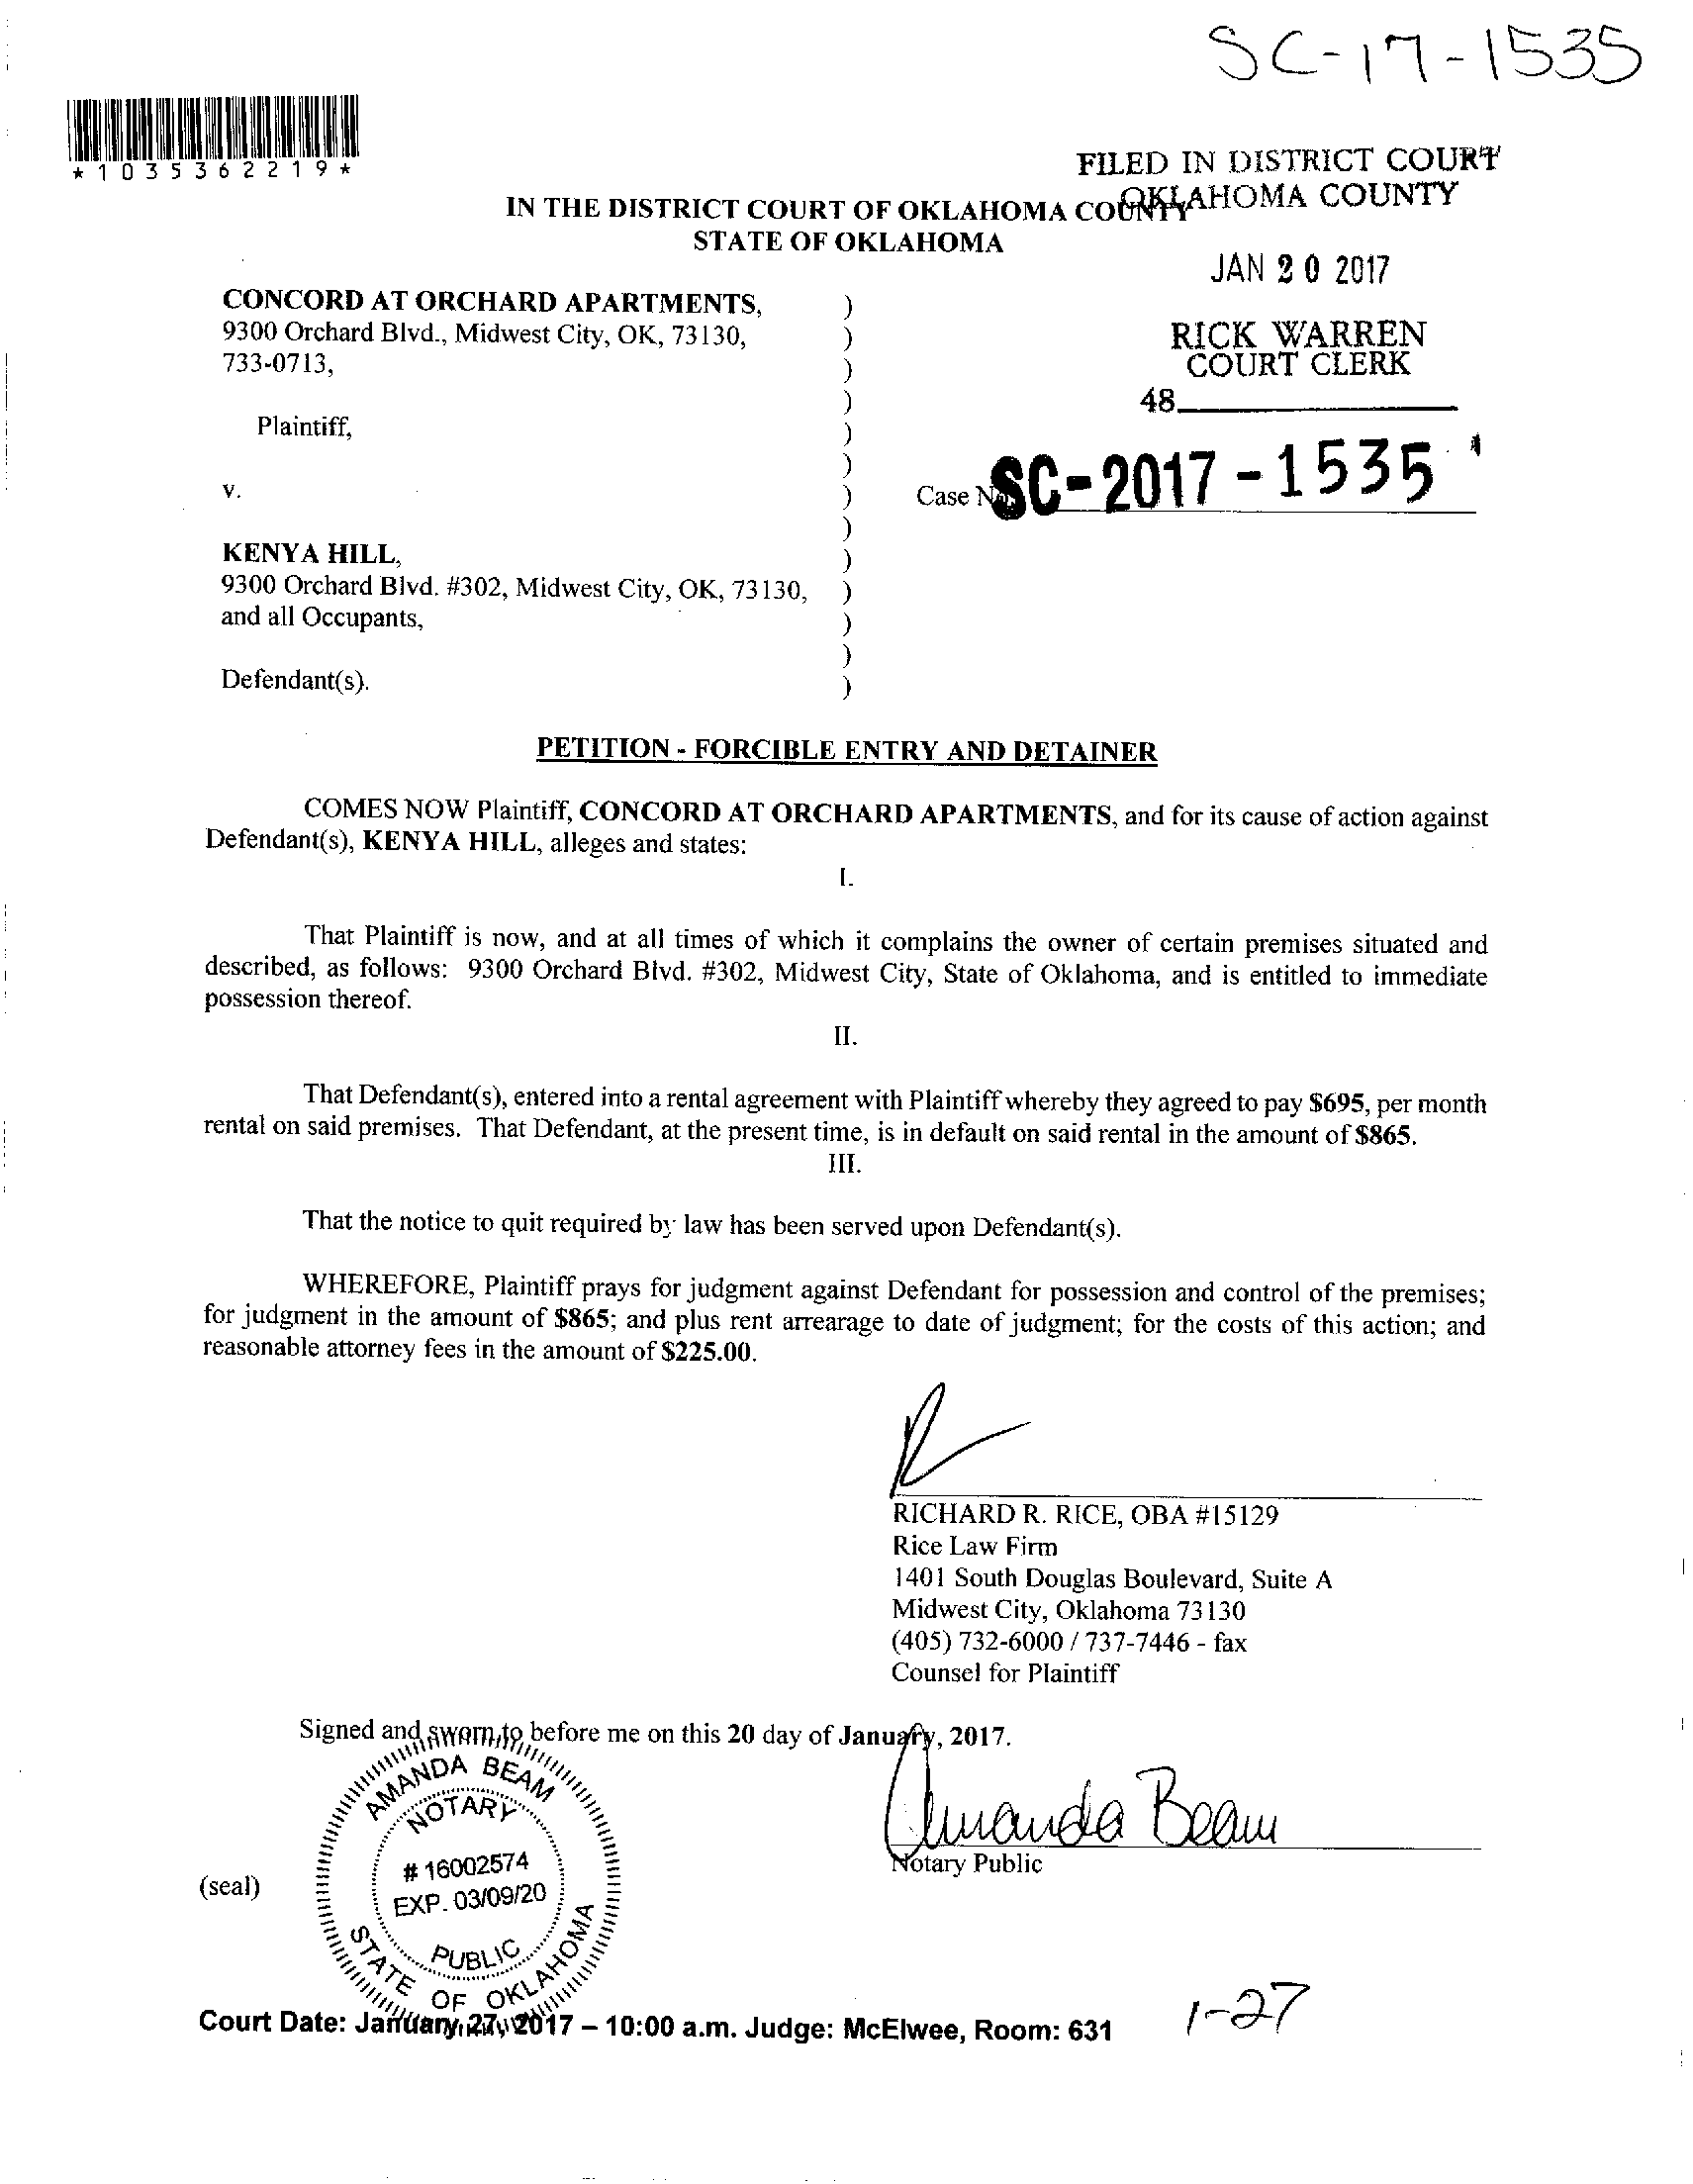 SC-17-1535
*1035362219*
FILED IN DISTRICT COURT
OKLAHOMA COUNTY
IN THE DISTRICT COURT OF OKLAHOMA COUNTY
STATE OF OKLAHOMA
JAN 20 2017
CONCORD AT ORCHARD APARTMENTS, )
9300 Orchard Blvd., Midwest City, OK, 73130, )
733-0713, )
RICK WARREN
COURT CLERK
48
)
Plaintiff, )
)
v. )
Case No. SC-2017-1535
)
KENYA HILL, )
9300 Orchard Blvd. #302, Midwest City, OK, 73130, )
and all Occupants, )
)
Defendant(s). )
PETITION - FORCIBLE ENTRY AND DETAINER
COMES NOW Plaintiff, CONCORD AT ORCHARD APARTMENTS, and for its cause of action against
Defendant(s), KENYA HILL, alleges and states:
I.
That Plaintiff is now, and at all times of which it complains the owner of certain premises situated and
described, as follows: 9300 Orchard Blvd. #302, Midwest City, State of Oklahoma, and is entitled to immediate
possession thereof.
II.
That Defendant(s), entered into a rental agreement with Plaintiff whereby they agreed to pay $695, per month
rental on said premises. That Defendant, at the present time, is in default on said rental in the amount of $865.
III.
That the notice to quit required by law has been served upon Defendant(s).
WHEREFORE, Plaintiff prays for judgment against Defendant for possession and control of the premises;
for judgment in the amount of $865; and plus rent arrearage to date of judgment; for the costs of this action; and
reasonable attorney fees in the amount of $225.00.
RICHARD R. RICE, OBA #15129
Rice Law Firm
1401 South Douglas Boulevard, Suite A
Midwest City, Oklahoma 73130
(405) 732-6000 / 737-7446 - fax
Counsel for Plaintiff
Signed and sworn to before me on this 20 day of January, 2017.
AMANDA BEAM
NOTARY
# 16002574
EXP. 03/09/20
PUBLIC
STATE OF OKLAHOMA
Amanda Beam
Notary Public
(seal)
Court Date: January 27, 2017 – 10:00 a.m. Judge: McElwee, Room: 631
1-27